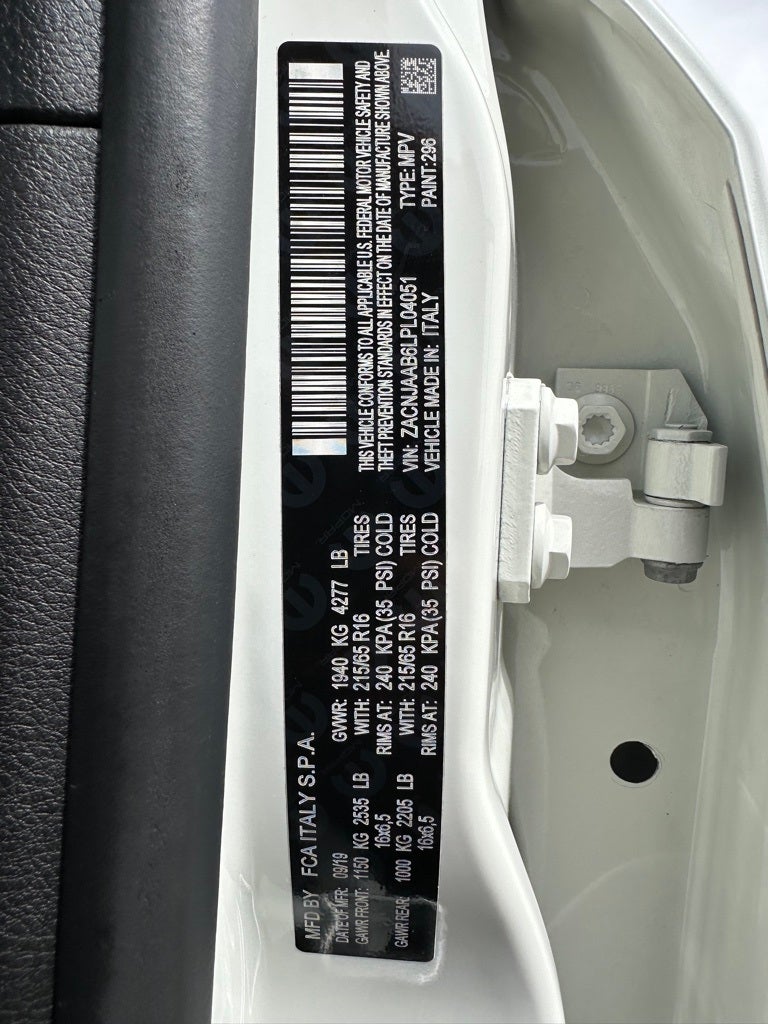 MFD BY FCA ITALY S.P.A.
DATE OF MFR: 09/19 GVWR: 1940 KG 4277 LB
GAWR FRONT: 1150 KG 2535 LB WITH: 215/65 R16 TIRES
16x6,5 RIMS AT: 240 KPA(35 PSI) COLD
GAWR REAR: 1000 KG 2205 LB WITH: 215/65 R16 TIRES
16x6,5 RIMS AT: 240 KPA(35 PSI) COLD
THIS VEHICLE CONFORMS TO ALL APPLICABLE U.S. FEDERAL MOTOR VEHICLE SAFETY AND
THEFT PREVENTION STANDARDS IN EFFECT ON THE DATE OF MANUFACTURE SHOWN ABOVE.
VIN: ZACNJAAB6LPL04051 TYPE: MPV
VEHICLE MADE IN: ITALY PAINT: 296